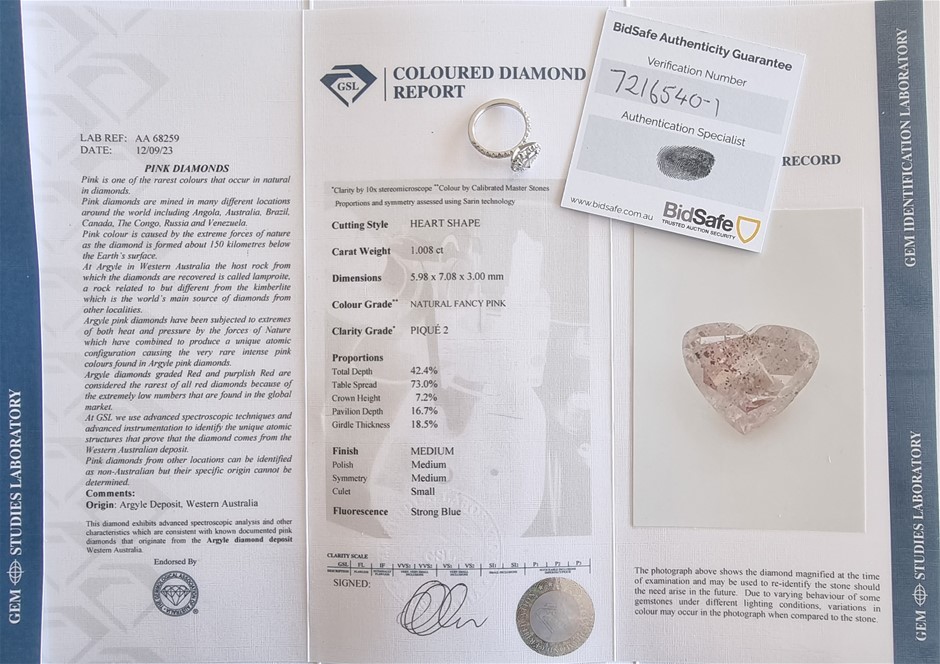 GEM STUDIES LABORATORY
LAB REF: AA 68259
DATE: 12/09/23
PINK DIAMONDS
Pink is one of the rarest colours that occur in natural
in diamonds.
Pink diamonds are mined in many different locations
around the world including Angola, Australia, Brazil,
Canada, The Congo, Russia and Venezuela.
Pink colour is caused by the extreme forces of nature
as the diamond is formed about 150 kilometres below
the Earth's surface.
At Argyle in Western Australia the host rock from
which the diamonds are recovered is called lamproite,
a rock related to but different from the kimberlite
which is the world's main source of diamonds from
other localities.
Argyle pink diamonds have been subjected to extremes
of both heat and pressure by the forces of Nature
which have combined to produce a unique atomic
configuration causing the very rare intense pink
colours found in Argyle pink diamonds.
Argyle diamonds graded Red and purplish Red are
considered the rarest of all red diamonds because of
the extremely low numbers that are found in the global
market.
At GSL we use advanced spectroscopic techniques and
advanced instrumentation to identify the unique atomic
structures that prove that the diamond comes from the
Western Australian deposit.
Pink diamonds from other locations can be identified
as non-Australian but their specific origin cannot be
determined.
Comments:
Origin: Argyle Deposit, Western Australia
This diamond exhibits advanced spectroscopic analysis and other
characteristics which are consistent with known documented pink
diamonds that originate from the Argyle diamond deposit
Western Australia.
Endorsed By
GSL
COLOURED DIAMOND
REPORT
*Clarity by 10x stereomicroscope **Colour by Calibrated Master Stones
Proportions and symmetry assessed using Sarin technology
Cutting Style HEART SHAPE
Carat Weight 1.008 ct
Dimensions 5.98 x 7.08 x 3.00 mm
Colour Grade** NATURAL FANCY PINK
Clarity Grade* PIQUÉ 2
Proportions
Total Depth 42.4%
Table Spread 73.0%
Crown Height 7.2%
Pavilion Depth 16.7%
Girdle Thickness 18.5%
Finish MEDIUM
Polish Medium
Symmetry Medium
Culet Small
Fluorescence Strong Blue
CLARITY SCALE
GSL FL IF VVS1 VVS2 VS1 VS2 SI1 SI2 P1 P2 P3
SIGNED:
BidSafe Authenticity Guarantee
Verification Number
7216540-1
Authentication Specialist
www.bidsafe.com.au
BidSafe
TRUSTED AUCTION SECURITY
RECORD
The photograph above shows the diamond magnified at the time
of examination and may be used to re-identify the stone should
the need arise in the future. Due to varying behaviour of some
gemstones under different lighting conditions, variations in
colour may occur in the photograph when compared to the stone.
GEM IDENTIFICATION LABORATORY
GEM STUDIES LABORATORY